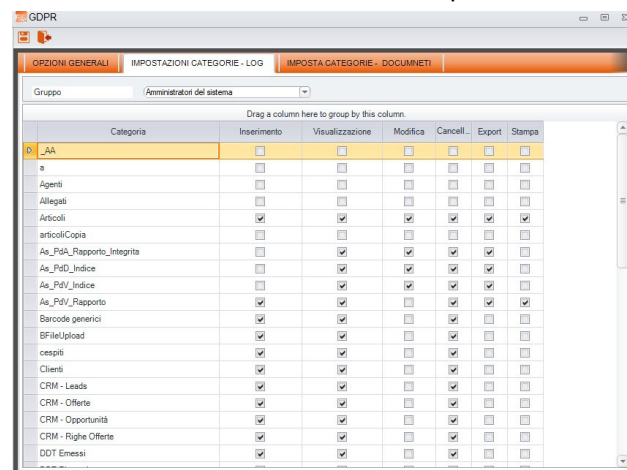 GDPR
OPZIONI GENERALI IMPOSTAZIONI CATEGORIE - LOG IMPOSTA CATEGORIE - DOCUMNETI
Gruppo Amministratori del sistema
Drag a column here to group by this column.
Categoria Inserimento Visualizzazione Modifica Cancell... Export Stampa
_AA
a
Agenti
Allegati
Articoli
articoliCopia
As_PdA_Rapporto_Integrita
As_PdD_Indice
As_PdV_Indice
As_PdV_Rapporto
Barcode generici
BFileUpload
cespiti
Clienti
CRM - Leads
CRM - Offerte
CRM - Opportunità
CRM - Righe Offerte
DDT Emessi